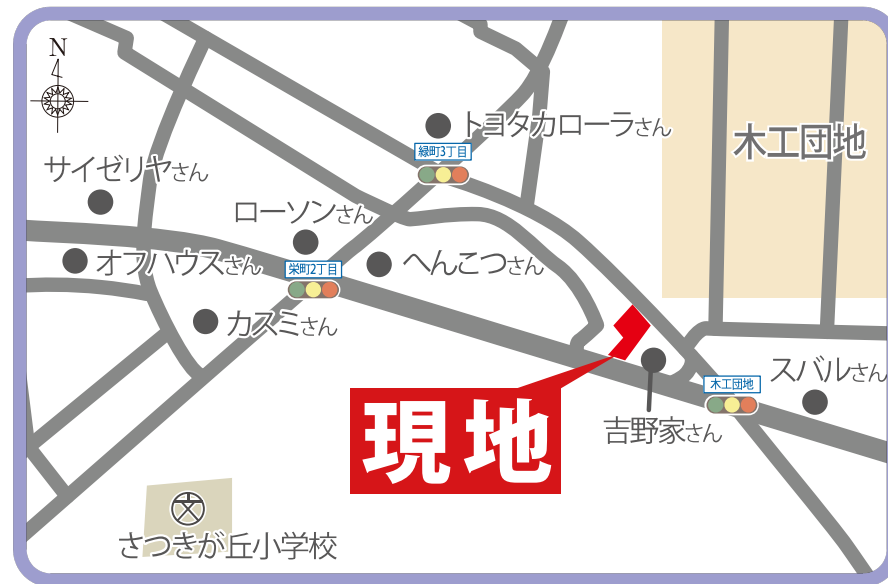 N
トヨタカローラさん
緑町3丁目
木工団地
サイゼリヤさん
ローソンさん
オフハウスさん
栄町2丁目
へんこつさん
カスミさん
スバルさん
木工団地
吉野家さん
現地
文
さつきが丘小学校